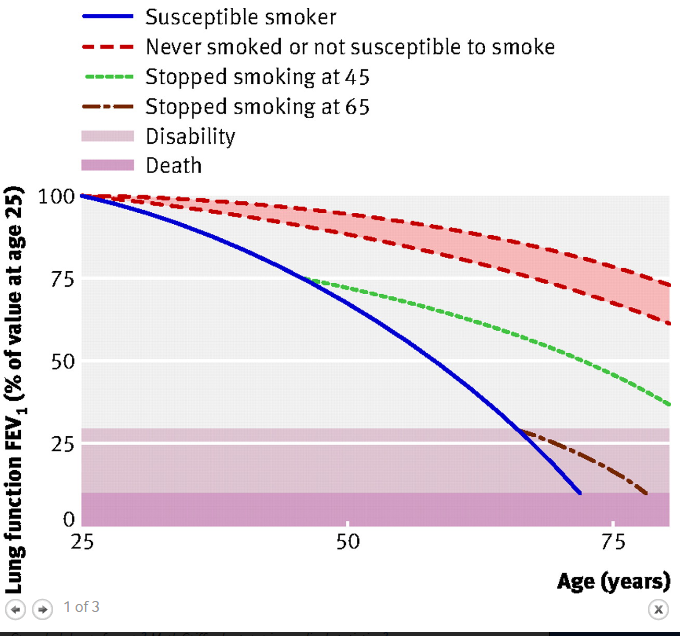 Susceptible smoker
Never smoked or not susceptible to smoke
Stopped smoking at 45
Stopped smoking at 65
Disability
Death
Lung function FEV1 (% of value at age 25)
100
75
50
25
0
25
50
75
Age (years)
1 of 3